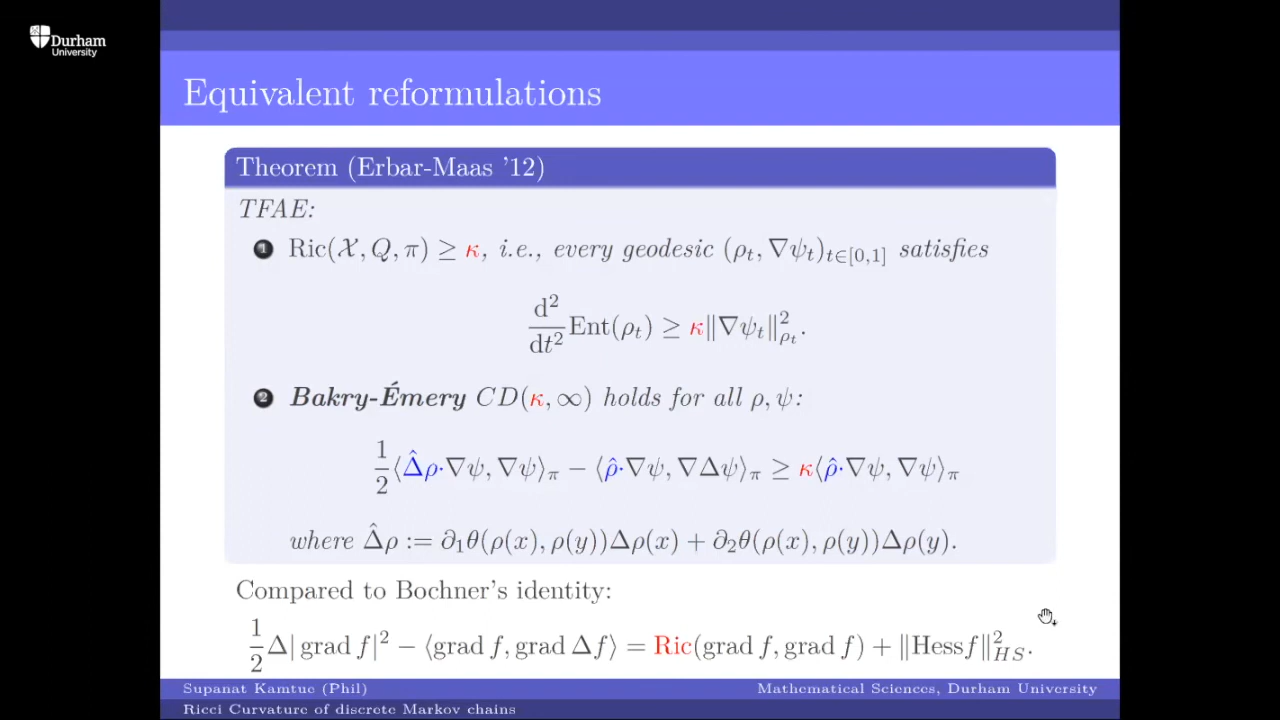 Durham
University
Equivalent reformulations
Theorem (Erbar-Maas '12)
TFAE:
1 Ric(𝒳, Q, π) ≥ κ, i.e., every geodesic (ρ_t, ∇ψ_t)_{t∈[0,1]} satisfies
d²/dt² Ent(ρ_t) ≥ κ‖∇ψ_t‖²_{ρ_t}.
2 Bakry-Émery CD(κ, ∞) holds for all ρ, ψ:
1/2 ⟨Δ̂ρ·∇ψ, ∇ψ⟩_π − ⟨ρ̂·∇ψ, ∇Δψ⟩_π ≥ κ⟨ρ̂·∇ψ, ∇ψ⟩_π
where Δ̂ρ := ∂₁θ(ρ(x), ρ(y))Δρ(x) + ∂₂θ(ρ(x), ρ(y))Δρ(y).
Compared to Bochner's identity:
1/2 Δ| grad f|² − ⟨grad f, grad Δf⟩ = Ric(grad f, grad f) + ‖Hessf‖²_{HS}.
Supanat Kamtue (Phil) Mathematical Sciences, Durham University
Ricci Curvature of discrete Markov chains